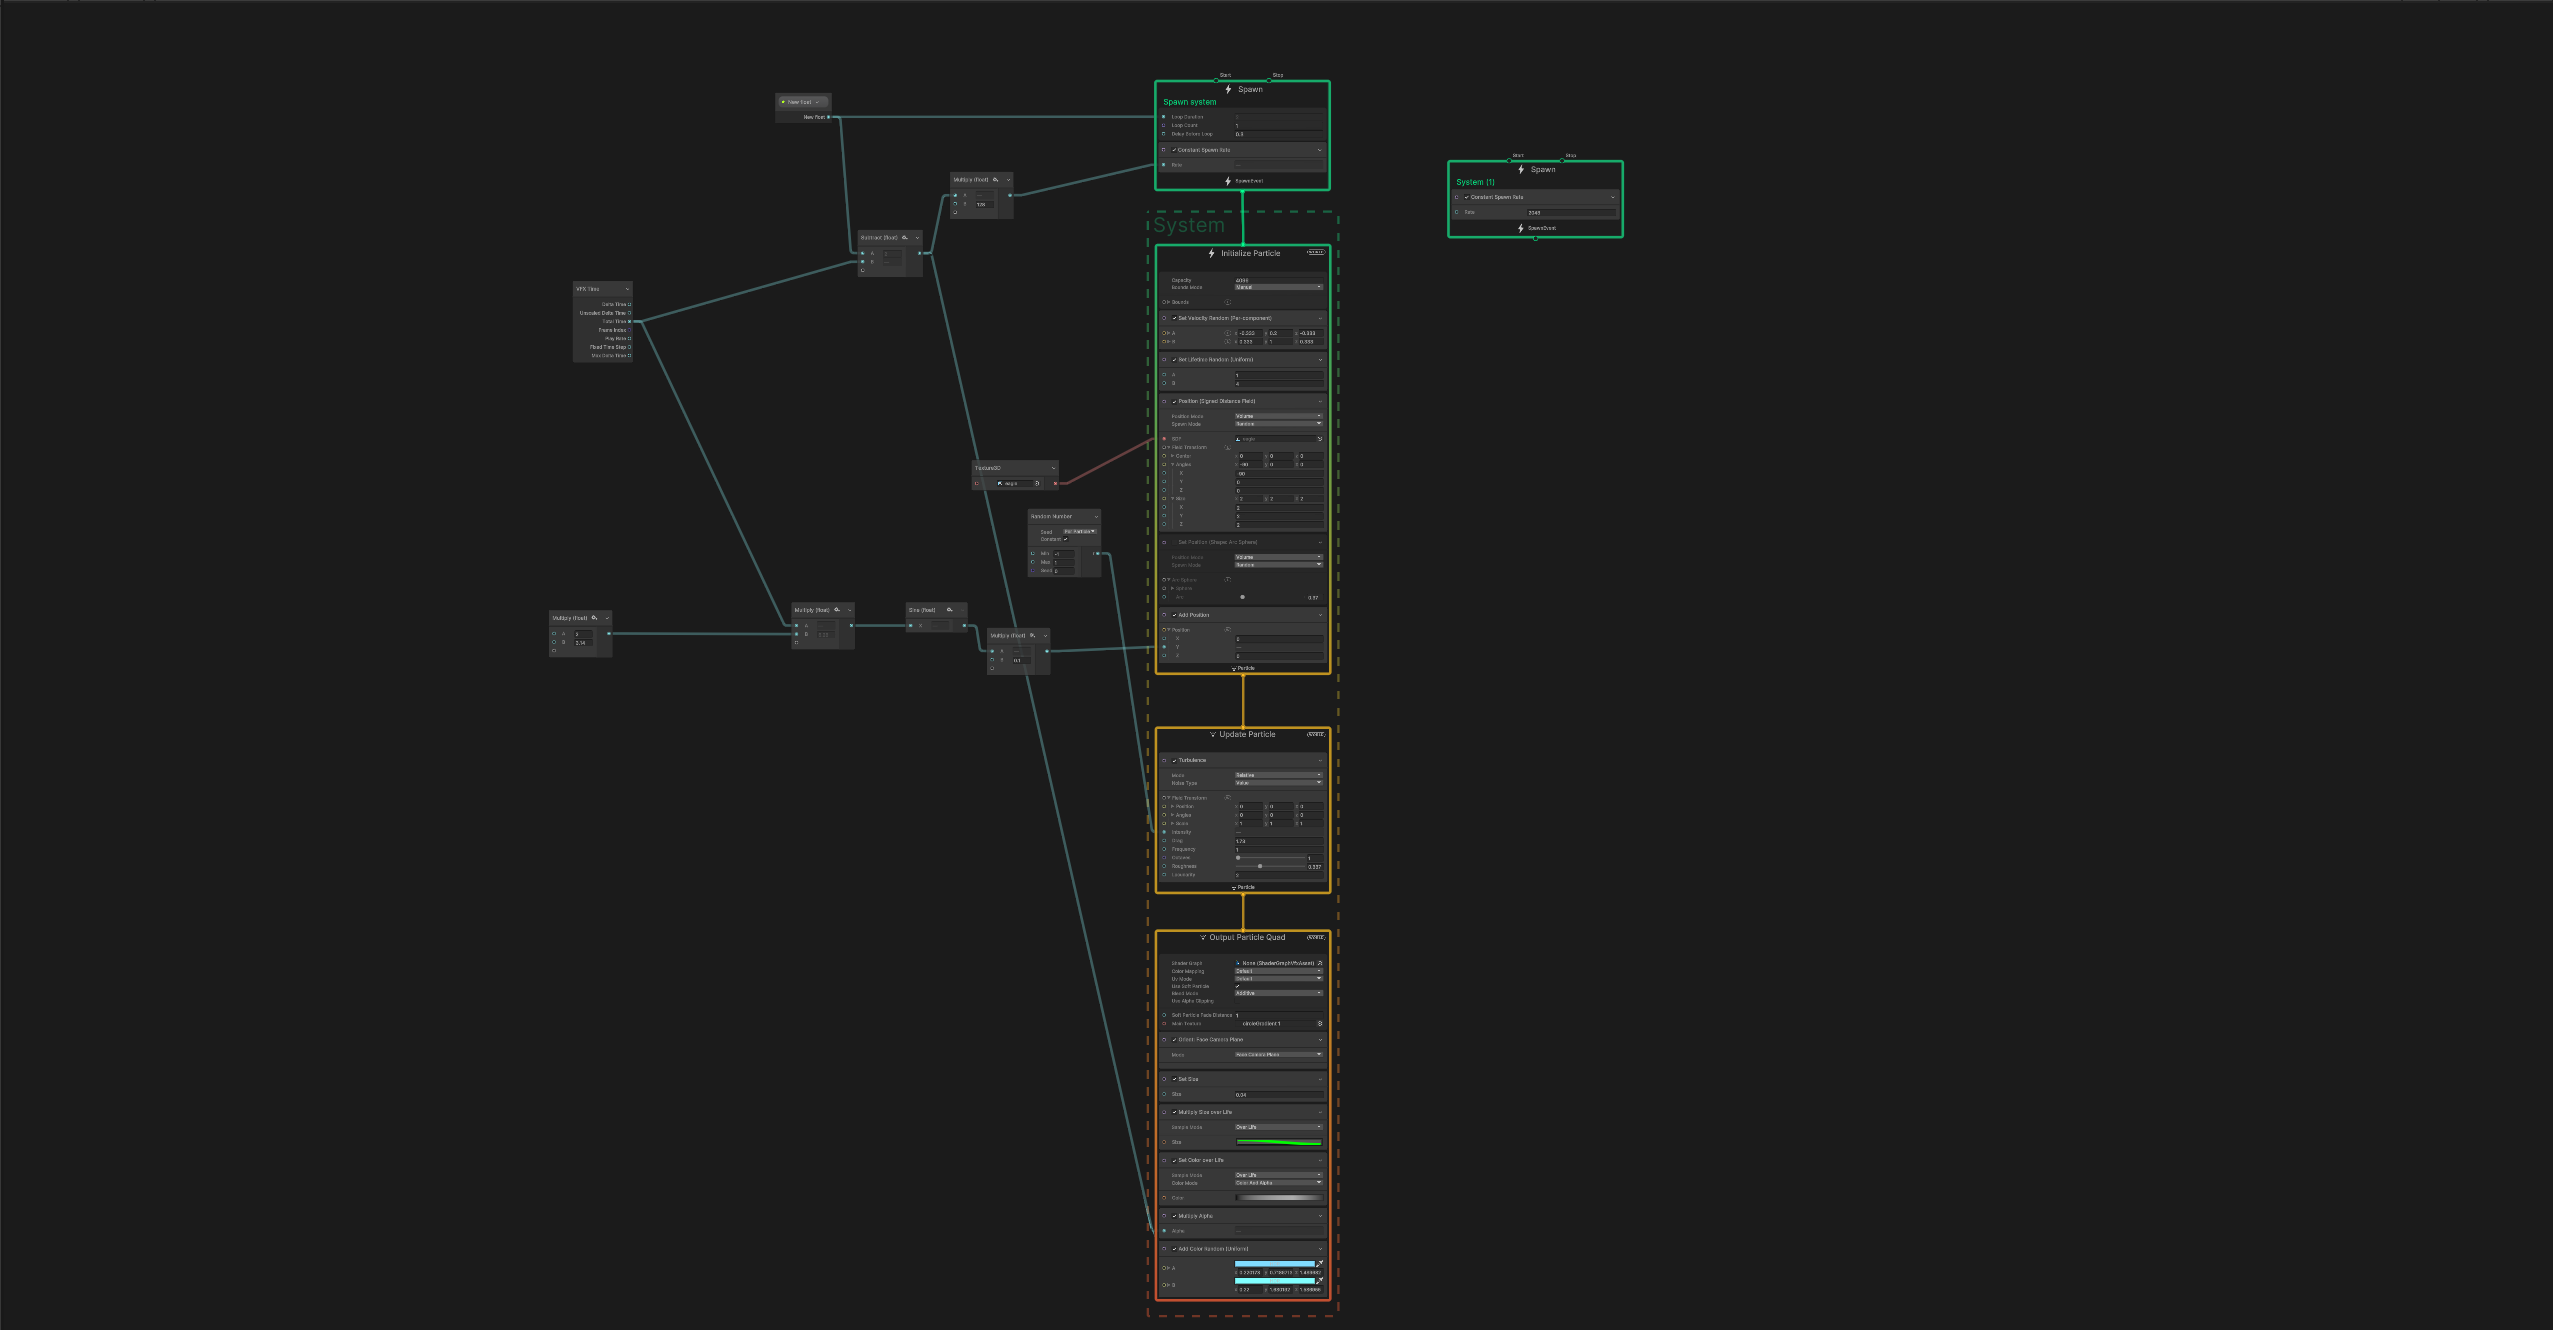 New float
New float
Multiply (float)
A
128
Subtract (float)
A
B
VFX Time
Delta Time
Unscaled Delta Time
Total Time
Frame Index
Play Rate
Fixed Time Step
Max Delta Time
Texture3D
eagle
Random Number
Seed Per Particle
Constant
Min -1
Max 1
Seed 0
Multiply (float)
A 2
B 3.14
Multiply (float)
A
B
Sine (float)
X
Multiply (float)
A
B 0.1
Start Stop
Spawn
Spawn system
Loop Duration
Loop Count 1
Delay Before Loop
Constant Spawn Rate
Rate
SpawnEvent
Start Stop
Spawn
System (1)
Constant Spawn Rate
Rate 2048
SpawnEvent
System
Initialize Particle
Capacity 4096
Bounds Mode Manual
Bounds
Set Velocity Random (Per-component)
A x -0.333 y 0.2 z -0.333
B x 0.333 y 1 z 0.333
Set Lifetime Random (Uniform)
A 1
B 4
Position (Signed Distance Field)
Position Mode Volume
Spawn Mode Random
SDF eagle
Field Transform
Center x 0 y 0 z 0
Angles x -90 y 0 z 0
X -90
Y 0
Z 0
Size x 2 y 2 z 2
X 2
Y 2
Z 2
Set Position (Shape: Arc Sphere)
Position Mode Volume
Spawn Mode Random
Arc Sphere
Sphere
Arc
Add Position
Position
X 0
Y
Z 0
Particle
Update Particle
Turbulence
Mode Relative
Noise Type Value
Field Transform
Position x 0 y 0 z 0
Angles x 0 y 0 z 0
Scale x 1 y 1 z 1
Intensity
Drag 1.73
Frequency 1
Octaves 1
Roughness
Lacunarity 2
Particle
Output Particle Quad
Shader Graph None (ShaderGraphVfxAsset)
Color Mapping Default
Uv Mode Default
Use Soft Particle
Blend Mode Additive
Use Alpha Clipping
Soft Particle Fade Distance 1
Main Texture circleGradient 1
Orient: Face Camera Plane
Mode Face Camera Plane
Set Size
Size 0.04
Multiply Size over Life
Sample Mode Over Life
Size
Set Color over Life
Sample Mode Over Life
Color Mode Color And Alpha
Color
Multiply Alpha
Alpha
Add Color Random (Uniform)
A
B